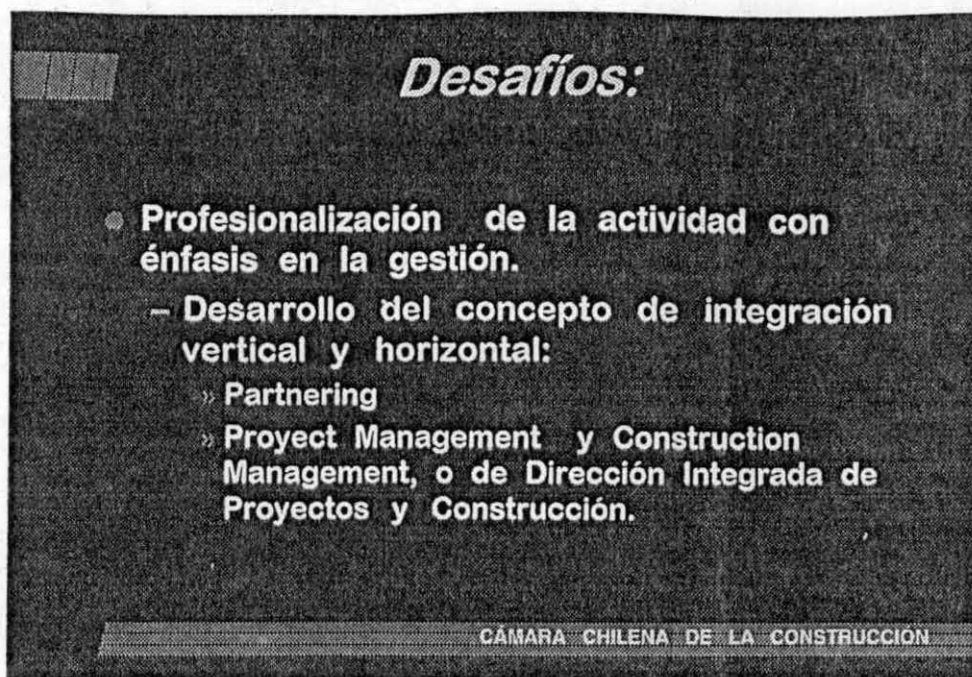 Desafíos:
● Profesionalización de la actividad con
énfasis en la gestión.
– Desarrollo del concepto de integración
vertical y horizontal:
» Partnering
» Proyect Management y Construction
Management, o de Dirección Integrada de
Proyectos y Construcción.
CÁMARA CHILENA DE LA CONSTRUCCIÓN